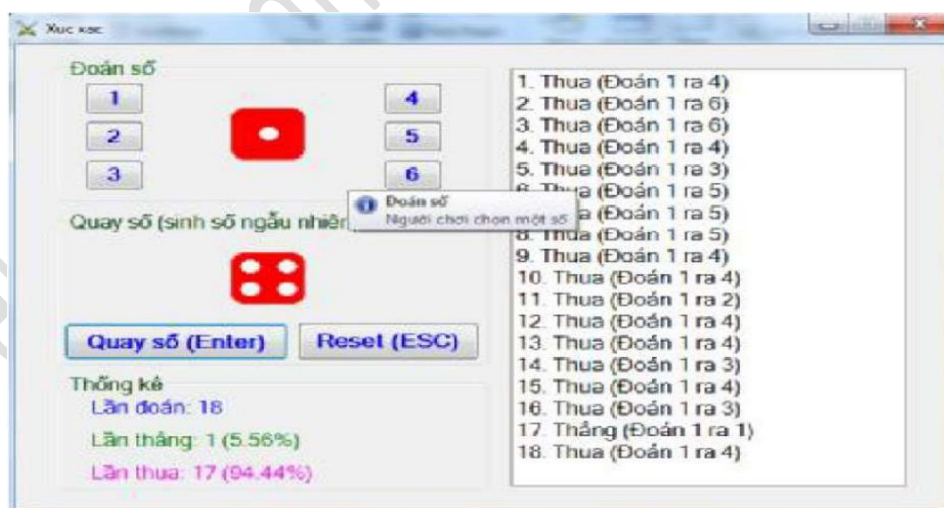 Xuc xac
Đoán số
1
2
3
4
5
6
Đoán số
Người chơi chọn một số
Quay số (sinh số ngẫu nhiên
Quay số (Enter)
Reset (ESC)
Thống kê
Lần đoán: 18
Lần thắng: 1 (5.56%)
Lần thua: 17 (94.44%)
1. Thua (Đoán 1 ra 4)
2. Thua (Đoán 1 ra 6)
3. Thua (Đoán 1 ra 6)
4. Thua (Đoán 1 ra 4)
5. Thua (Đoán 1 ra 3)
6. Thua (Đoán 1 ra 5)
a (Đoán 1 ra 5)
8. Thua (Đoán 1 ra 5)
9. Thua (Đoán 1 ra 4)
10. Thua (Đoán 1 ra 4)
11. Thua (Đoán 1 ra 2)
12. Thua (Đoán 1 ra 4)
13. Thua (Đoán 1 ra 4)
14. Thua (Đoán 1 ra 3)
15. Thua (Đoán 1 ra 4)
16. Thua (Đoán 1 ra 3)
17. Thắng (Đoán 1 ra 1)
18. Thua (Đoán 1 ra 4)